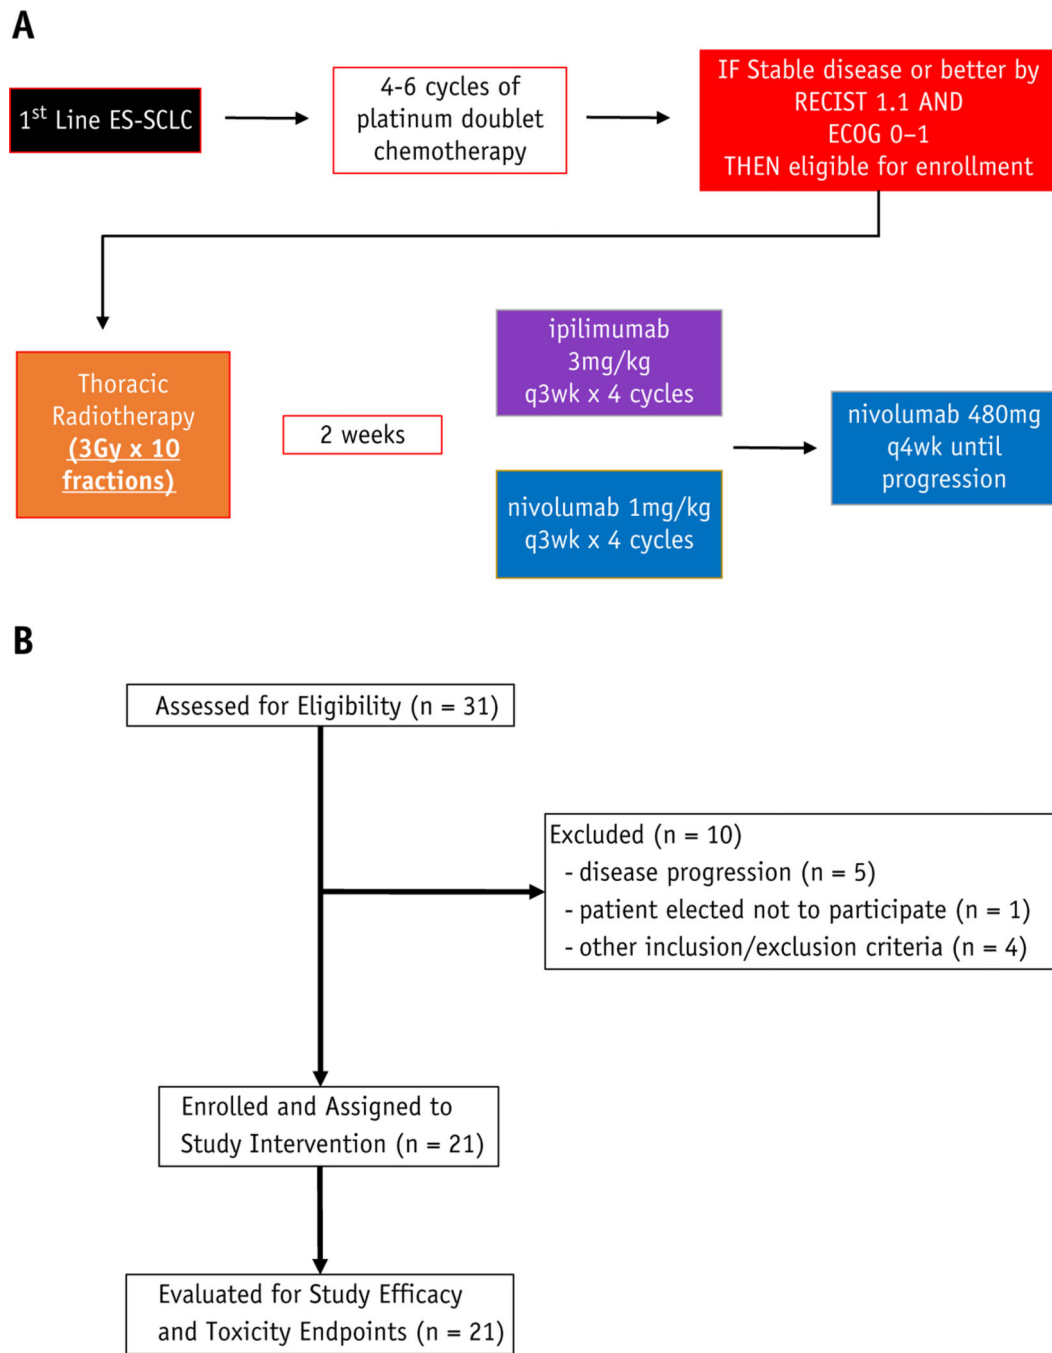 A
1st Line ES-SCLC
4-6 cycles of
platinum doublet
chemotherapy
IF Stable disease or better by
RECIST 1.1 AND
ECOG 0–1
THEN eligible for enrollment
Thoracic
Radiotherapy
(3Gy x 10
fractions)
2 weeks
ipilimumab
3mg/kg
q3wk x 4 cycles
nivolumab 1mg/kg
q3wk x 4 cycles
nivolumab 480mg
q4wk until
progression
B
Assessed for Eligibility (n = 31)
Excluded (n = 10)
- disease progression (n = 5)
- patient elected not to participate (n = 1)
- other inclusion/exclusion criteria (n = 4)
Enrolled and Assigned to
Study Intervention (n = 21)
Evaluated for Study Efficacy
and Toxicity Endpoints (n = 21)